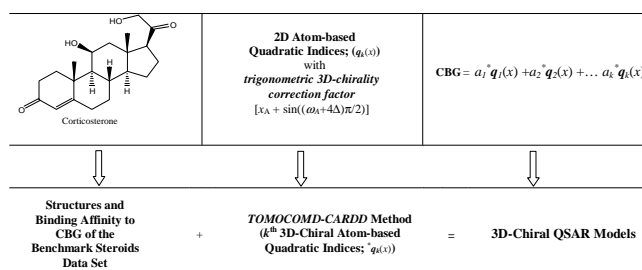 HO
O
HO
H
H
H
O
Corticosterone
2D Atom-based
Quadratic Indices; (qk(x)
with
trigonometric 3D-chirality
correction factor
[xA + sin((ωA+4Δ)π/2)]
CBG = a1*q1(x) +a2*q2(x) +… ak*qk(x)
Structures and
Binding Affinity to
CBG of the
Benchmark Steroids
Data Set
+
TOMOCOMD-CARDD Method
(kth 3D-Chiral Atom-based
Quadratic Indices; *qk(x))
=
3D-Chiral QSAR Models